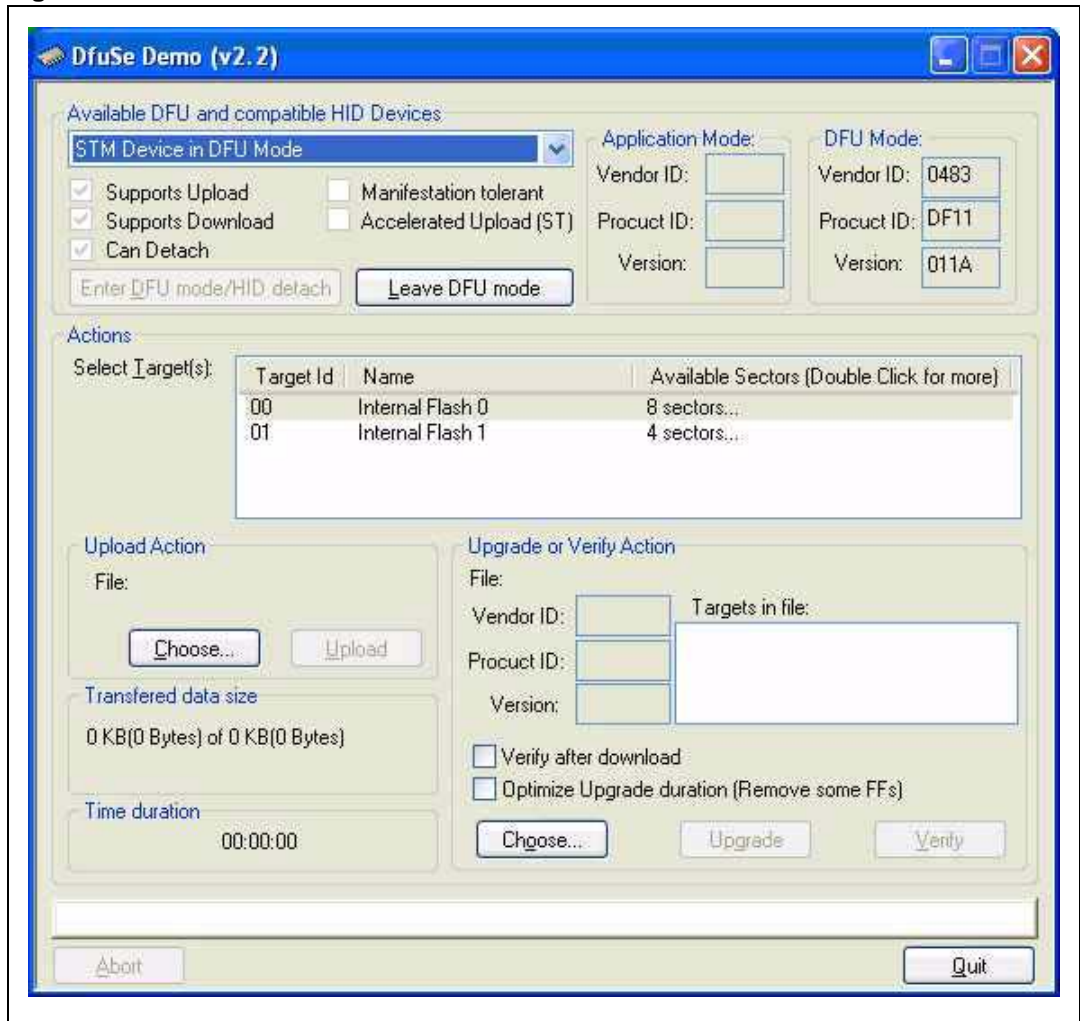 DfuSe Demo (v2.2)
Available DFU and compatible HID Devices
STM Device in DFU Mode
Supports Upload
Manifestation tolerant
Supports Download
Accelerated Upload (ST)
Can Detach
Enter DFU mode/HID detach
Leave DFU mode
Application Mode:
Vendor ID:
Procuct ID:
Version:
DFU Mode:
Vendor ID: 0483
Procuct ID: DF11
Version: 011A
Actions
Select Target(s):
Target Id Name Available Sectors (Double Click for more)
00 Internal Flash 0 8 sectors...
01 Internal Flash 1 4 sectors...
Upload Action
File:
Choose... Upload
Transfered data size
0 KB(0 Bytes) of 0 KB(0 Bytes)
Time duration
00:00:00
Upgrade or Verify Action
File:
Vendor ID:
Procuct ID:
Version:
Targets in file:
Verify after download
Optimize Upgrade duration (Remove some FFs)
Choose... Upgrade Verify
Abort Quit